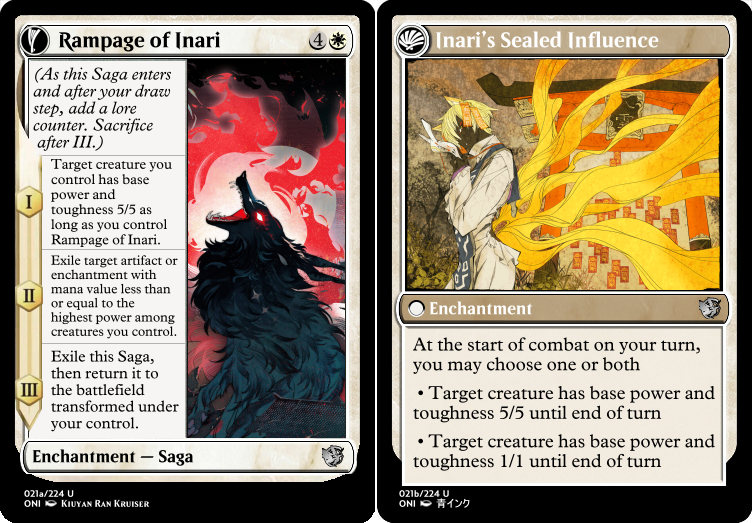 Rampage of Inari
4
(As this Saga enters
and after your draw
step, add a lore
counter. Sacrifice
after III.)
I
Target creature you
control has base
power and
toughness 5/5 as
long as you control
Rampage of Inari.
II
Exile target artifact or
enchantment with
mana value less than
or equal to the
highest power among
creatures you control.
III
Exile this Saga,
then return it to
the battlefield
transformed under
your control.
Enchantment — Saga
021a/224 U
ONI Kiuyan Ran Kruiser
Inari's Sealed Influence
Enchantment
At the start of combat on your turn,
you may choose one or both
• Target creature has base power and
toughness 5/5 until end of turn
• Target creature has base power and
toughness 1/1 until end of turn
021b/224 U
ONI 青インク